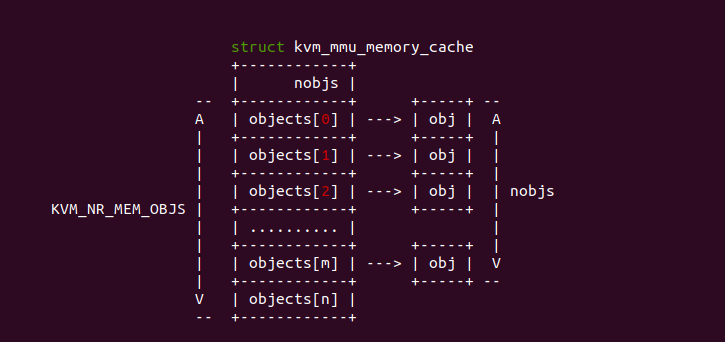 struct kvm_mmu_memory_cache
                    +------------+
                    |      nobjs |
                --  +------------+      +-----+ --
                A   | objects[0] | ---> | obj |  A
                |   +------------+      +-----+  |
                |   | objects[1] | ---> | obj |  |
                |   +------------+      +-----+  |
                |   | objects[2] | ---> | obj |  | nobjs
KVM_NR_MEM_OBJS |   +------------+      +-----+  |
                |   | .......... |               |
                |   +------------+      +-----+  |
                |   | objects[m] | ---> | obj |  V
                |   +------------+      +-----+ --
                V   | objects[n] |
                --  +------------+